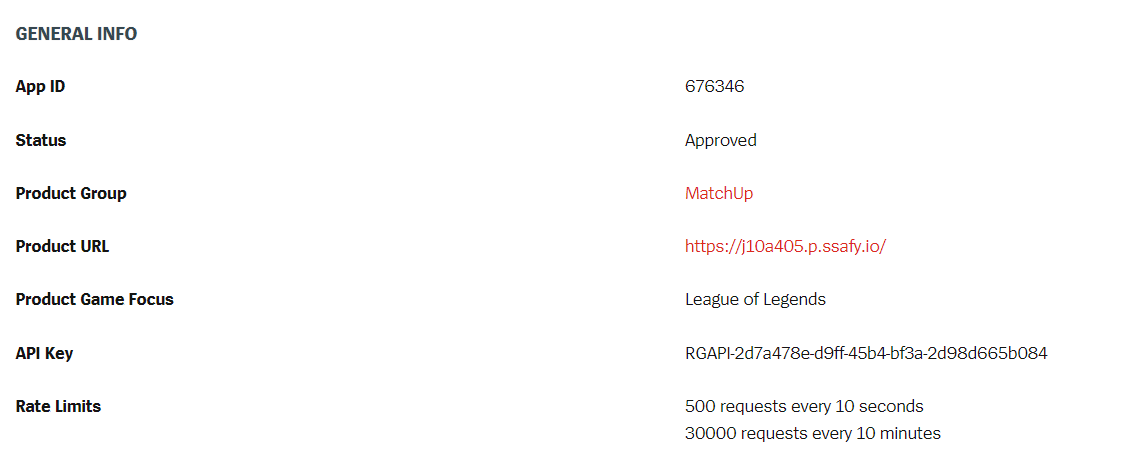 GENERAL INFO
App ID 676346
Status Approved
Product Group MatchUp
Product URL https://j10a405.p.ssafy.io/
Product Game Focus League of Legends
API Key RGAPI-2d7a478e-d9ff-45b4-bf3a-2d98d665b084
Rate Limits 500 requests every 10 seconds
30000 requests every 10 minutes